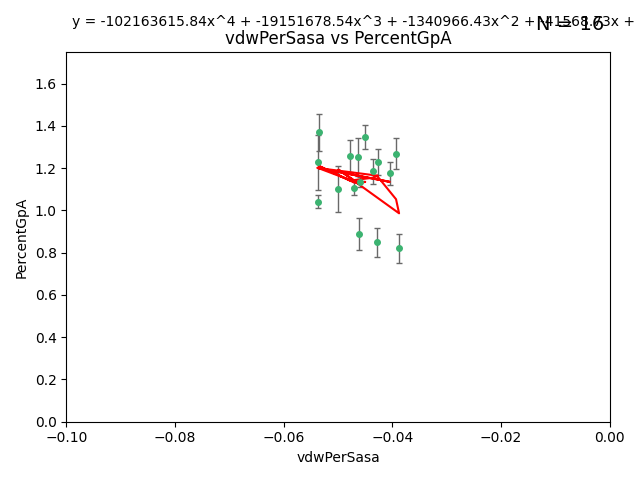 y = -102163615.84x^4 + -19151678.54x^3 + -1340966.43x^2 + x +
N = 16
vdwPerSasa vs PercentGpA
PercentGpA
1.6
1.4
1.2
1.0
0.8
0.6
0.4
0.2
0.0
−0.10 −0.08 −0.06 −0.04 −0.02 0.00
vdwPerSasa